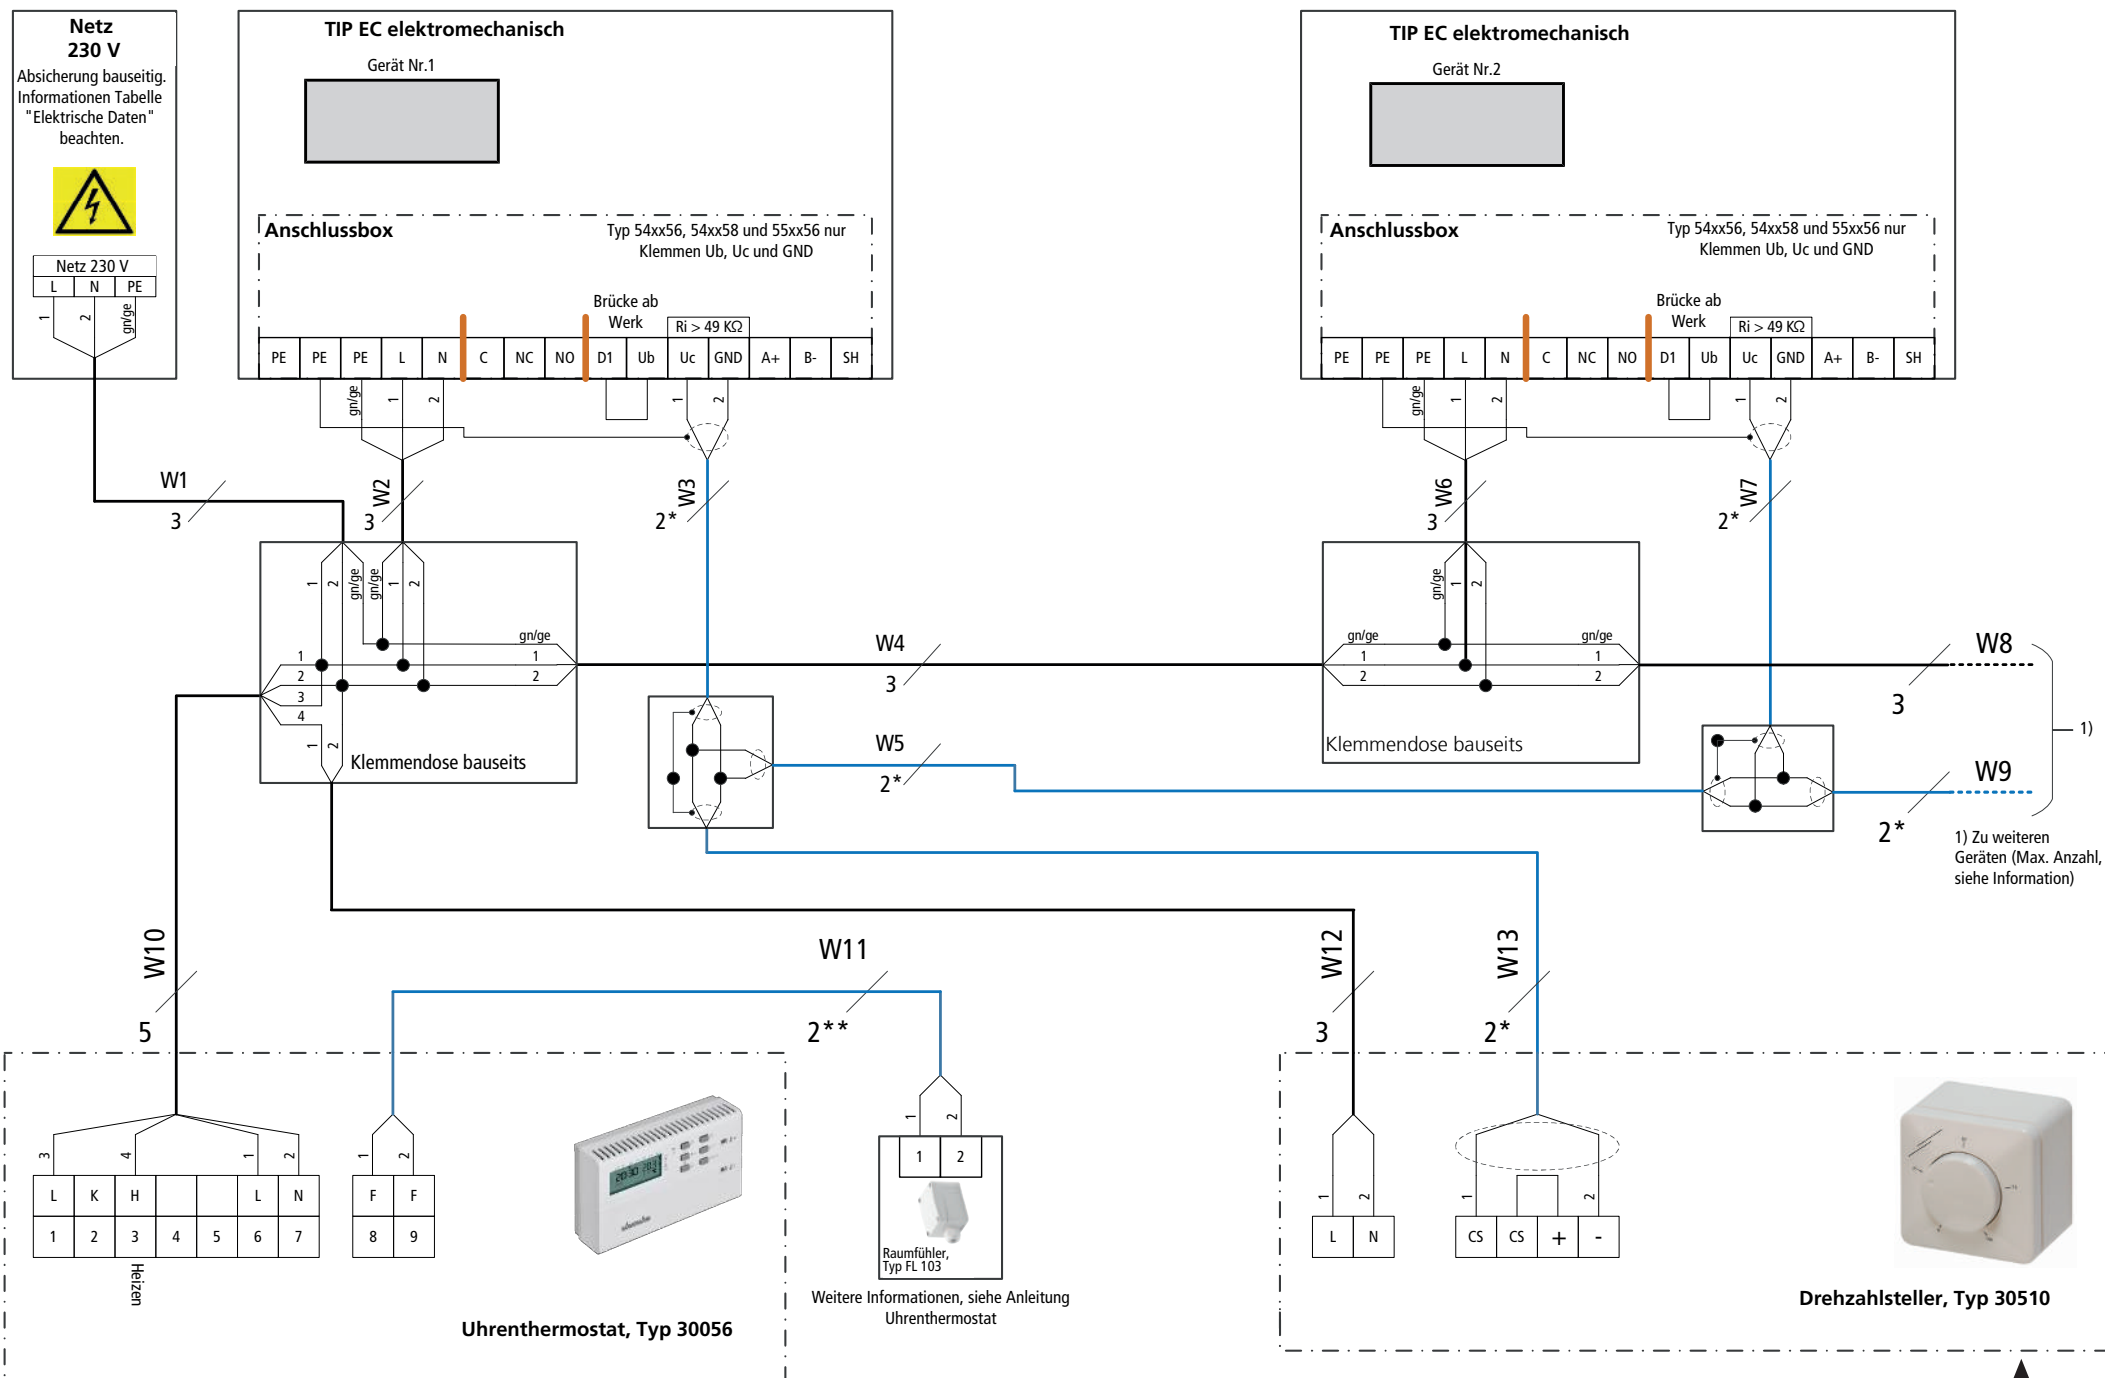 Netz
230 V
Absicherung bauseitig.
Informationen Tabelle
"Elektrische Daten"
beachten.
Netz 230 V
L N PE
1 2 gn/ge
TIP EC elektromechanisch
Gerät Nr.1
Anschlussbox
Typ 54xx56, 54xx58 und 55xx56 nur
Klemmen Ub, Uc und GND
Brücke ab
Werk
Ri > 49 KΩ
PE PE PE L N C NC NO D1 Ub Uc GND A+ B- SH
gn/ge 1 2 1 2
TIP EC elektromechanisch
Gerät Nr.2
Anschlussbox
Typ 54xx56, 54xx58 und 55xx56 nur
Klemmen Ub, Uc und GND
Brücke ab
Werk
Ri > 49 KΩ
PE PE PE L N C NC NO D1 Ub Uc GND A+ B- SH
gn/ge 1 2 1 2
W1
3
W2
3
W3
2*
W6
3
W7
2*
1 2 gn/ge gn/ge 1 2
gn/ge
1 1
2 2
3
4
1 2
Klemmendose bauseits
W4
3
W5
2*
gn/ge 1 2
gn/ge gn/ge
1 1
2 2
Klemmendose bauseits
W8
3
W9
2*
1)
1) Zu weiteren
Geräten (Max. Anzahl,
siehe Information)
W10
5
W11
2**
W12
3
W13
2*
3 4 1 2
L K H L N
1 2 3 4 5 6 7
Heizen
1 2
F F
8 9
Uhrenthermostat, Typ 30056
1 2
1 2
Raumfühler,
Typ FL 103
Weitere Informationen, siehe Anleitung
Uhrenthermostat
1 2
L N
1 2
CS CS + -
Drehzahlsteller, Typ 30510